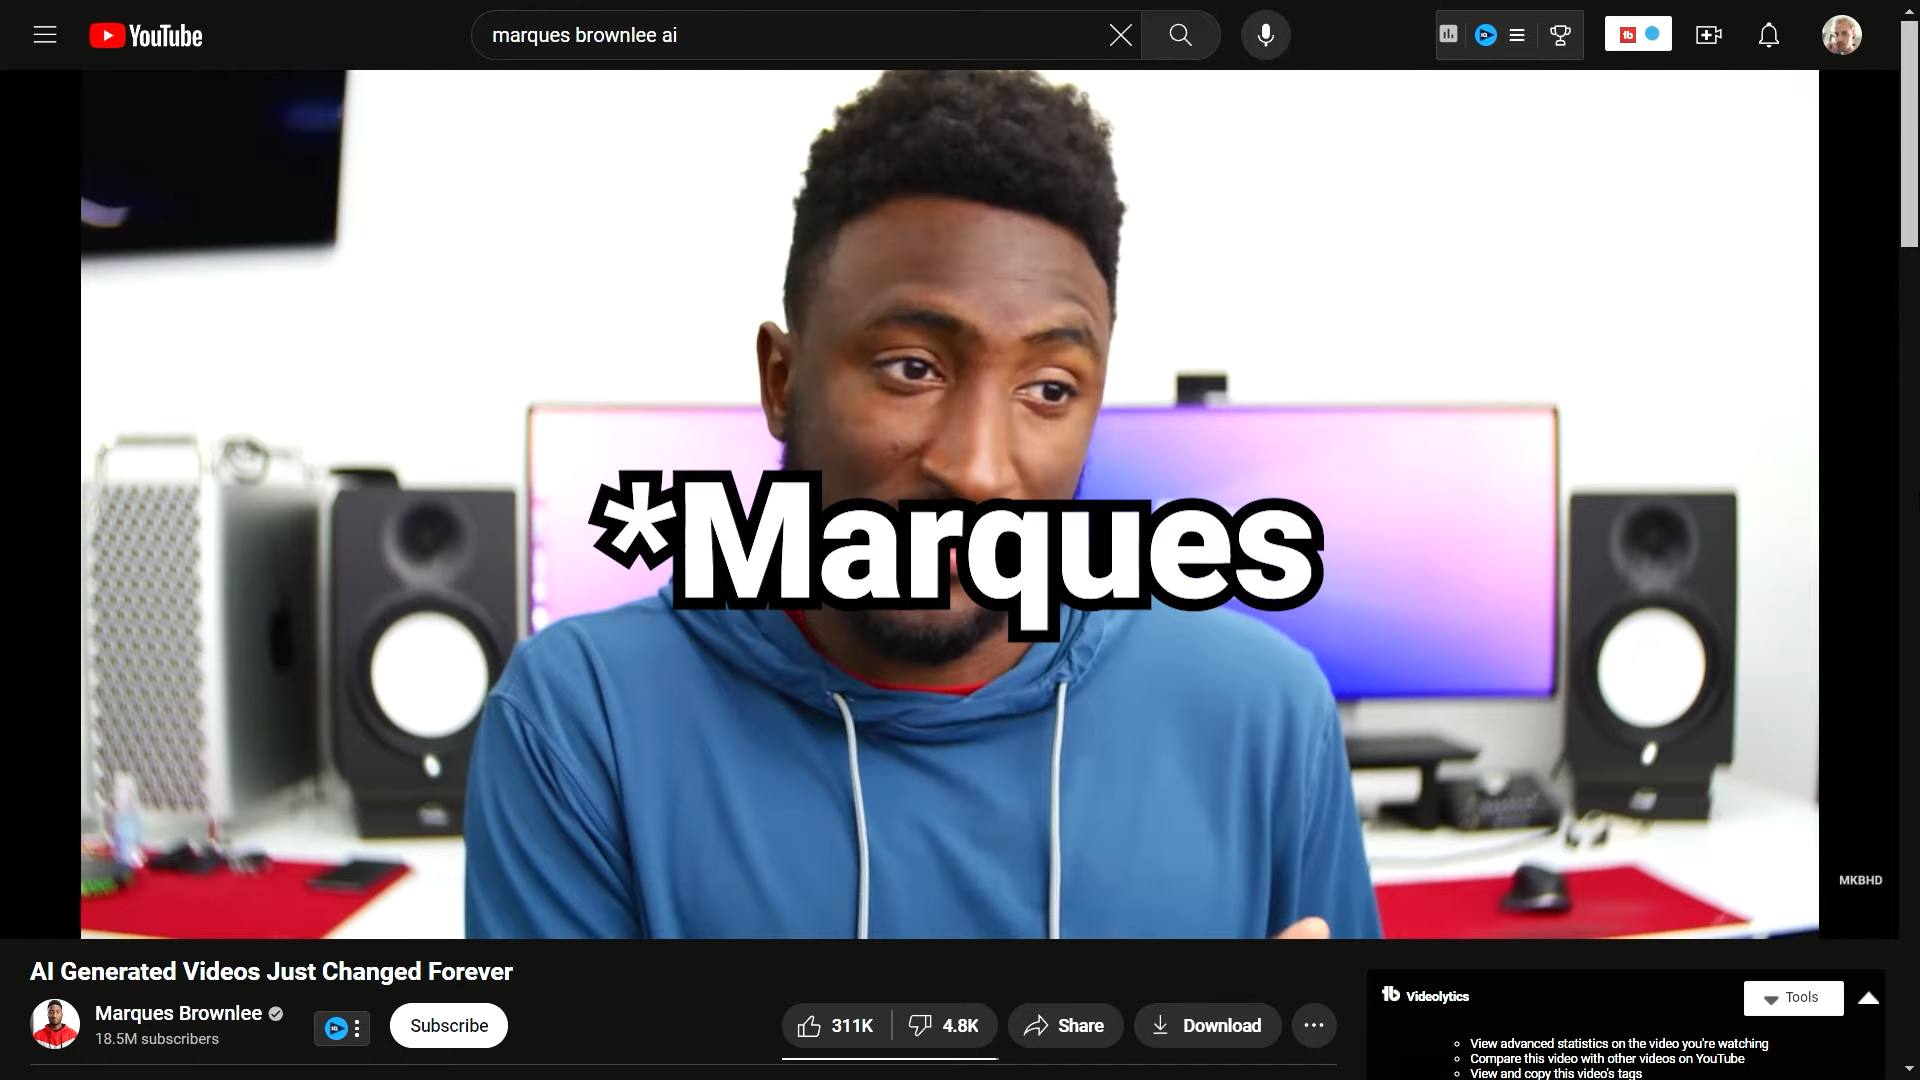 YouTube
marques brownlee ai
*Marques
MKBHD
AI Generated Videos Just Changed Forever
Marques Brownlee
18.5M subscribers
Subscribe
311K
4.8K
Share
Download
tb Videolytics
Tools
View advanced statistics on the video you're watching
Compare this video with other videos on YouTube
View and copy this video's tags